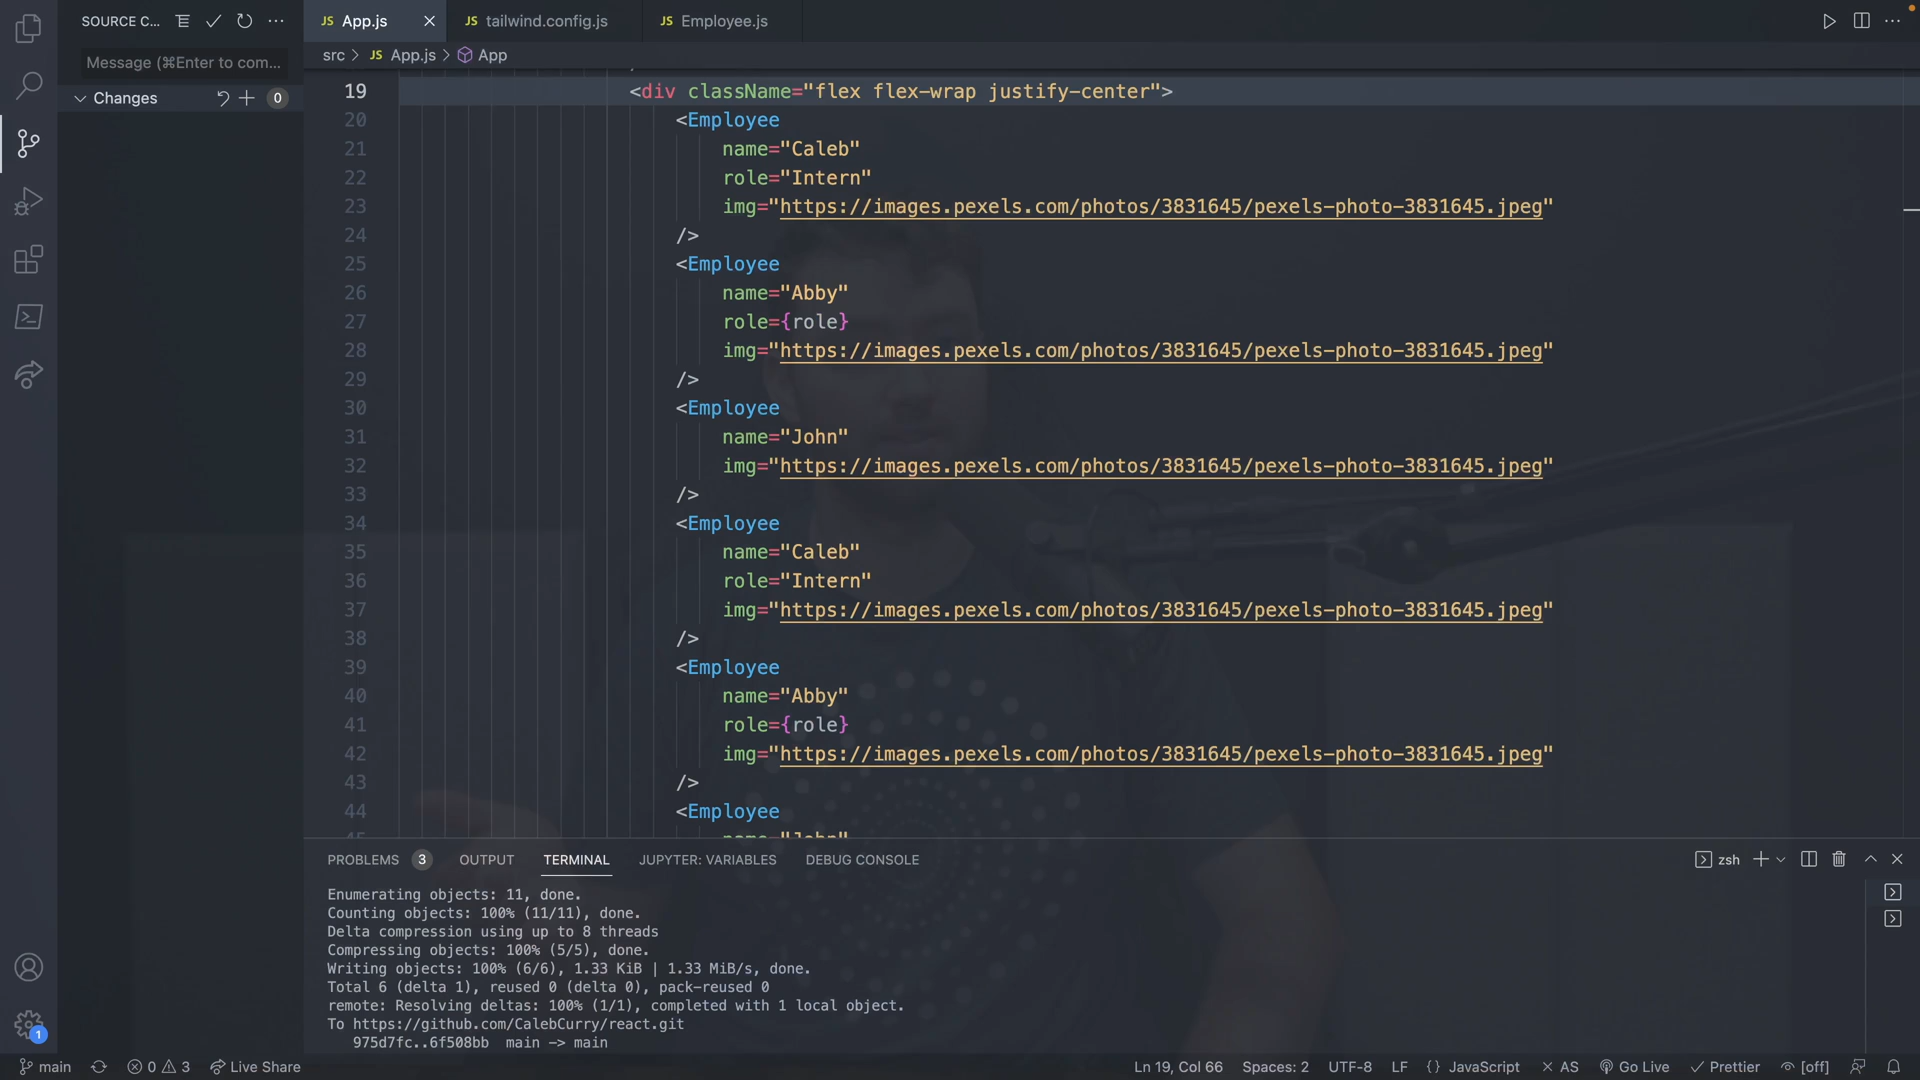 SOURCE C...
Message (⌘Enter to com...
Changes
0
JS App.js
JS tailwind.config.js
JS Employee.js
src > JS App.js > App
19 <div className="flex flex-wrap justify-center">
20 <Employee
21 name="Caleb"
22 role="Intern"
23 img="https://images.pexels.com/photos/3831645/pexels-photo-3831645.jpeg"
24 />
25 <Employee
26 name="Abby"
27 role={role}
28 img="https://images.pexels.com/photos/3831645/pexels-photo-3831645.jpeg"
29 />
30 <Employee
31 name="John"
32 img="https://images.pexels.com/photos/3831645/pexels-photo-3831645.jpeg"
33 />
34 <Employee
35 name="Caleb"
36 role="Intern"
37 img="https://images.pexels.com/photos/3831645/pexels-photo-3831645.jpeg"
38 />
39 <Employee
40 name="Abby"
41 role={role}
42 img="https://images.pexels.com/photos/3831645/pexels-photo-3831645.jpeg"
43 />
44 <Employee
45 name="John"
PROBLEMS 3 OUTPUT TERMINAL JUPYTER: VARIABLES DEBUG CONSOLE
zsh
Enumerating objects: 11, done.
Counting objects: 100% (11/11), done.
Delta compression using up to 8 threads
Compressing objects: 100% (5/5), done.
Writing objects: 100% (6/6), 1.33 KiB | 1.33 MiB/s, done.
Total 6 (delta 1), reused 0 (delta 0), pack-reused 0
remote: Resolving deltas: 100% (1/1), completed with 1 local object.
To https://github.com/CalebCurry/react.git
975d7fc..6f508bb main -> main
1
main 0 3 Live Share Ln 19, Col 66 Spaces: 2 UTF-8 LF {} JavaScript × AS Go Live ✓ Prettier [off]